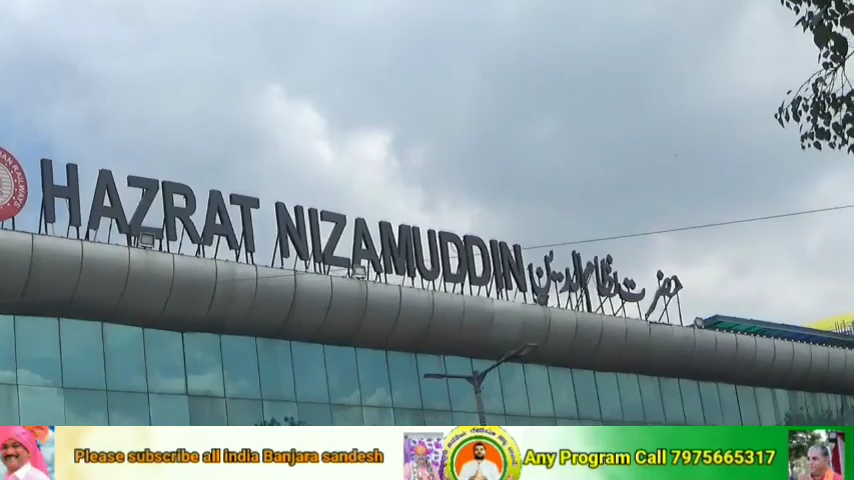 HAZRAT NIZAMUDDIN حضرت نظام الدین
Please subscribe all india Banjara sandesh
Any Program Call 7975665317